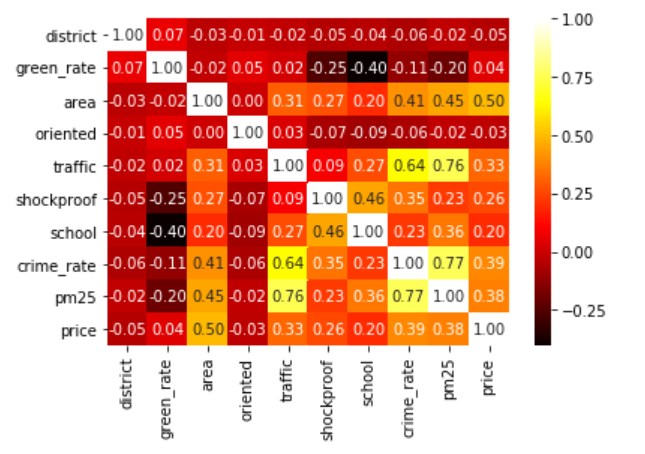 district 1.00 0.07 -0.03 -0.01 -0.02 -0.05 -0.04 -0.06 -0.02 -0.05
green_rate 0.07 1.00 -0.02 0.05 0.02 -0.25 -0.40 -0.11 -0.20 0.04
area -0.03 -0.02 1.00 0.00 0.31 0.27 0.20 0.41 0.45 0.50
oriented -0.01 0.05 0.00 1.00 0.03 -0.07 -0.09 -0.06 -0.02 -0.03
traffic -0.02 0.02 0.31 0.03 1.00 0.09 0.27 0.64 0.76 0.33
shockproof -0.05 -0.25 0.27 -0.07 0.09 1.00 0.46 0.35 0.23 0.26
school -0.04 -0.40 0.20 -0.09 0.27 0.46 1.00 0.23 0.36 0.20
crime_rate -0.06 -0.11 0.41 -0.06 0.64 0.35 0.23 1.00 0.77 0.39
pm25 -0.02 -0.20 0.45 -0.02 0.76 0.23 0.36 0.77 1.00 0.38
price -0.05 0.04 0.50 -0.03 0.33 0.26 0.20 0.39 0.38 1.00
district green_rate area oriented traffic shockproof school crime_rate pm25 price
1.00
0.75
0.50
0.25
0.00
−0.25